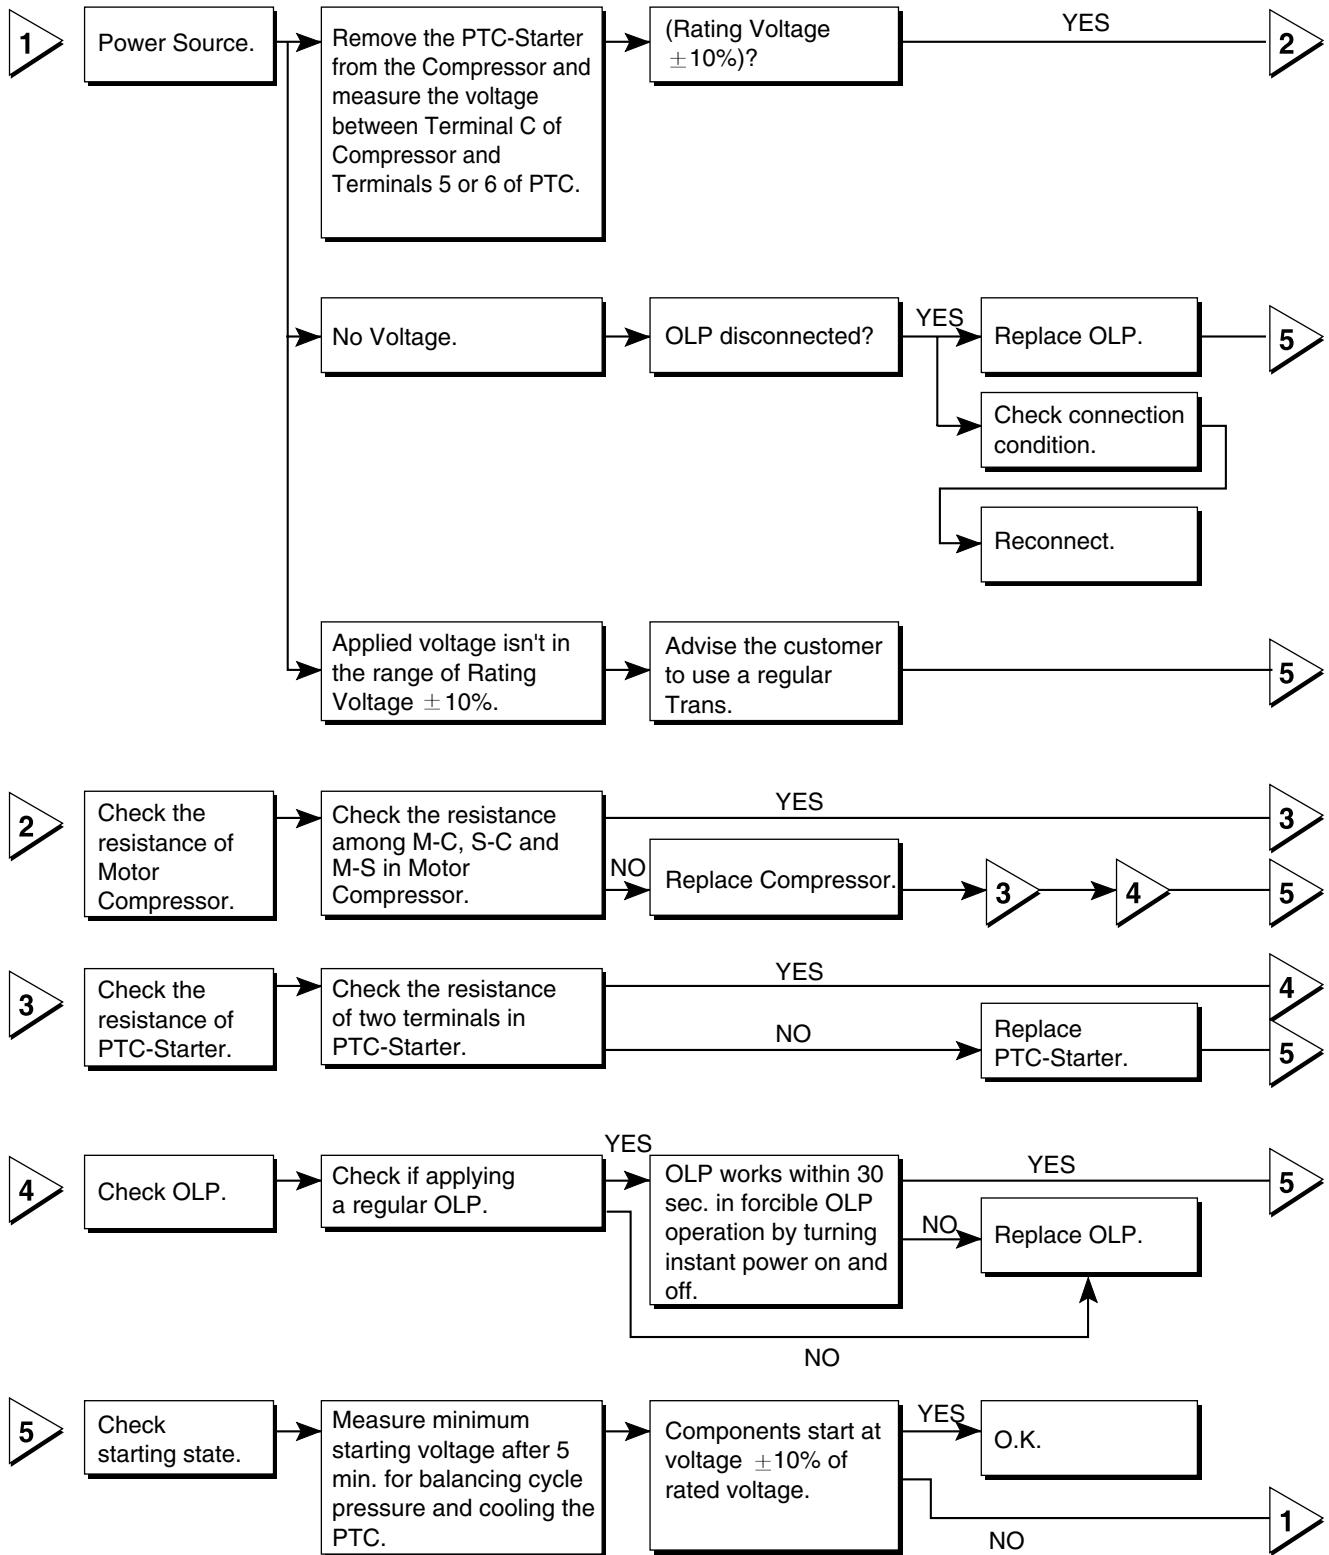 1
Power Source.
Remove the PTC-Starter
from the Compressor and
measure the voltage
between Terminal C of
Compressor and
Terminals 5 or 6 of PTC.
(Rating Voltage
±10%)?
YES
2
No Voltage.
OLP disconnected?
YES
Replace OLP.
5
Check connection
condition.
Reconnect.
Applied voltage isn't in
the range of Rating
Voltage ±10%.
Advise the customer
to use a regular
Trans.
5
2
Check the
resistance of
Motor
Compressor.
Check the resistance
among M-C, S-C and
M-S in Motor
Compressor.
YES
3
NO
Replace Compressor.
3
4
5
3
Check the
resistance of
PTC-Starter.
Check the resistance
of two terminals in
PTC-Starter.
YES
4
NO
Replace
PTC-Starter.
5
4
Check OLP.
Check if applying
a regular OLP.
YES
OLP works within 30
sec. in forcible OLP
operation by turning
instant power on and
off.
YES
5
NO
Replace OLP.
NO
5
Check
starting state.
Measure minimum
starting voltage after 5
min. for balancing cycle
pressure and cooling the
PTC.
Components start at
voltage ±10% of
rated voltage.
YES
O.K.
NO
1